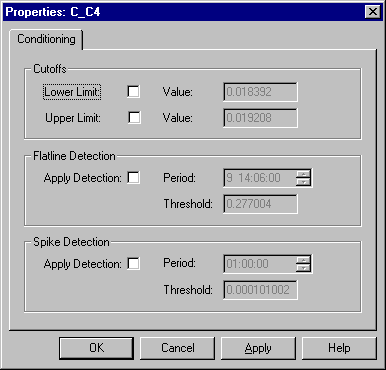 Properties: C_C4
Conditioning
Cutoffs
Lower Limit: Value: 0.018392
Upper Limit: Value: 0.019208
Flatline Detection
Apply Detection: Period: 9 14:06:00
Threshold: 0.277004
Spike Detection
Apply Detection: Period: 01:00:00
Threshold: 0.000101002
OK Cancel Apply Help